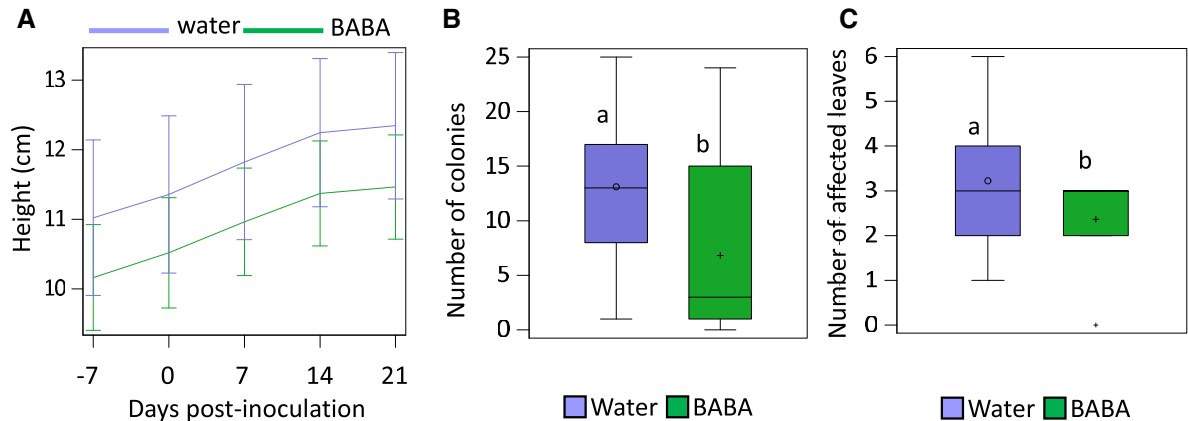 A
water BABA
Height (cm)
13
12
11
10
-7 0 7 14 21
Days post-inoculation
B
Number of colonies
25
20
15
10
5
0
a
b
Water BABA
C
Number of affected leaves
6
5
4
3
2
1
0
a
b
Water BABA